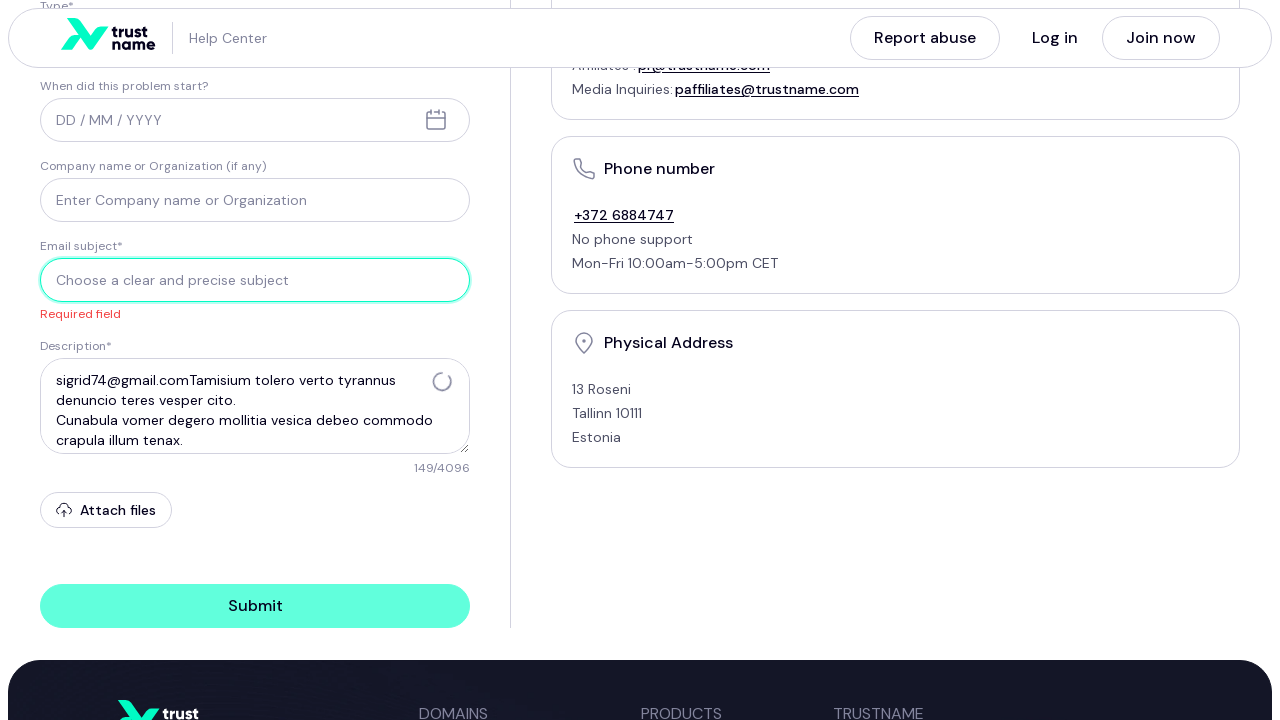 Type*
trust
name
Help Center
Report abuse
Log in
Join now
When did this problem start?
DD / MM / YYYY
Company name or Organization (if any)
Enter Company name or Organization
Email subject*
Choose a clear and precise subject
Required field
Description*
sigrid74@gmail.comTamisium tolero verto tyrannus
denuncio teres vesper cito.
Cunabula vomer degero mollitia vesica debeo commodo
crapula illum tenax.
149/4096
Attach files
Submit
Affiliates : pr@trustname.com
Media Inquiries: paffiliates@trustname.com
Phone number
+372 6884747
No phone support
Mon-Fri 10:00am-5:00pm CET
Physical Address
13 Roseni
Tallinn 10111
Estonia
trust
DOMAINS
PRODUCTS
TRUSTNAME